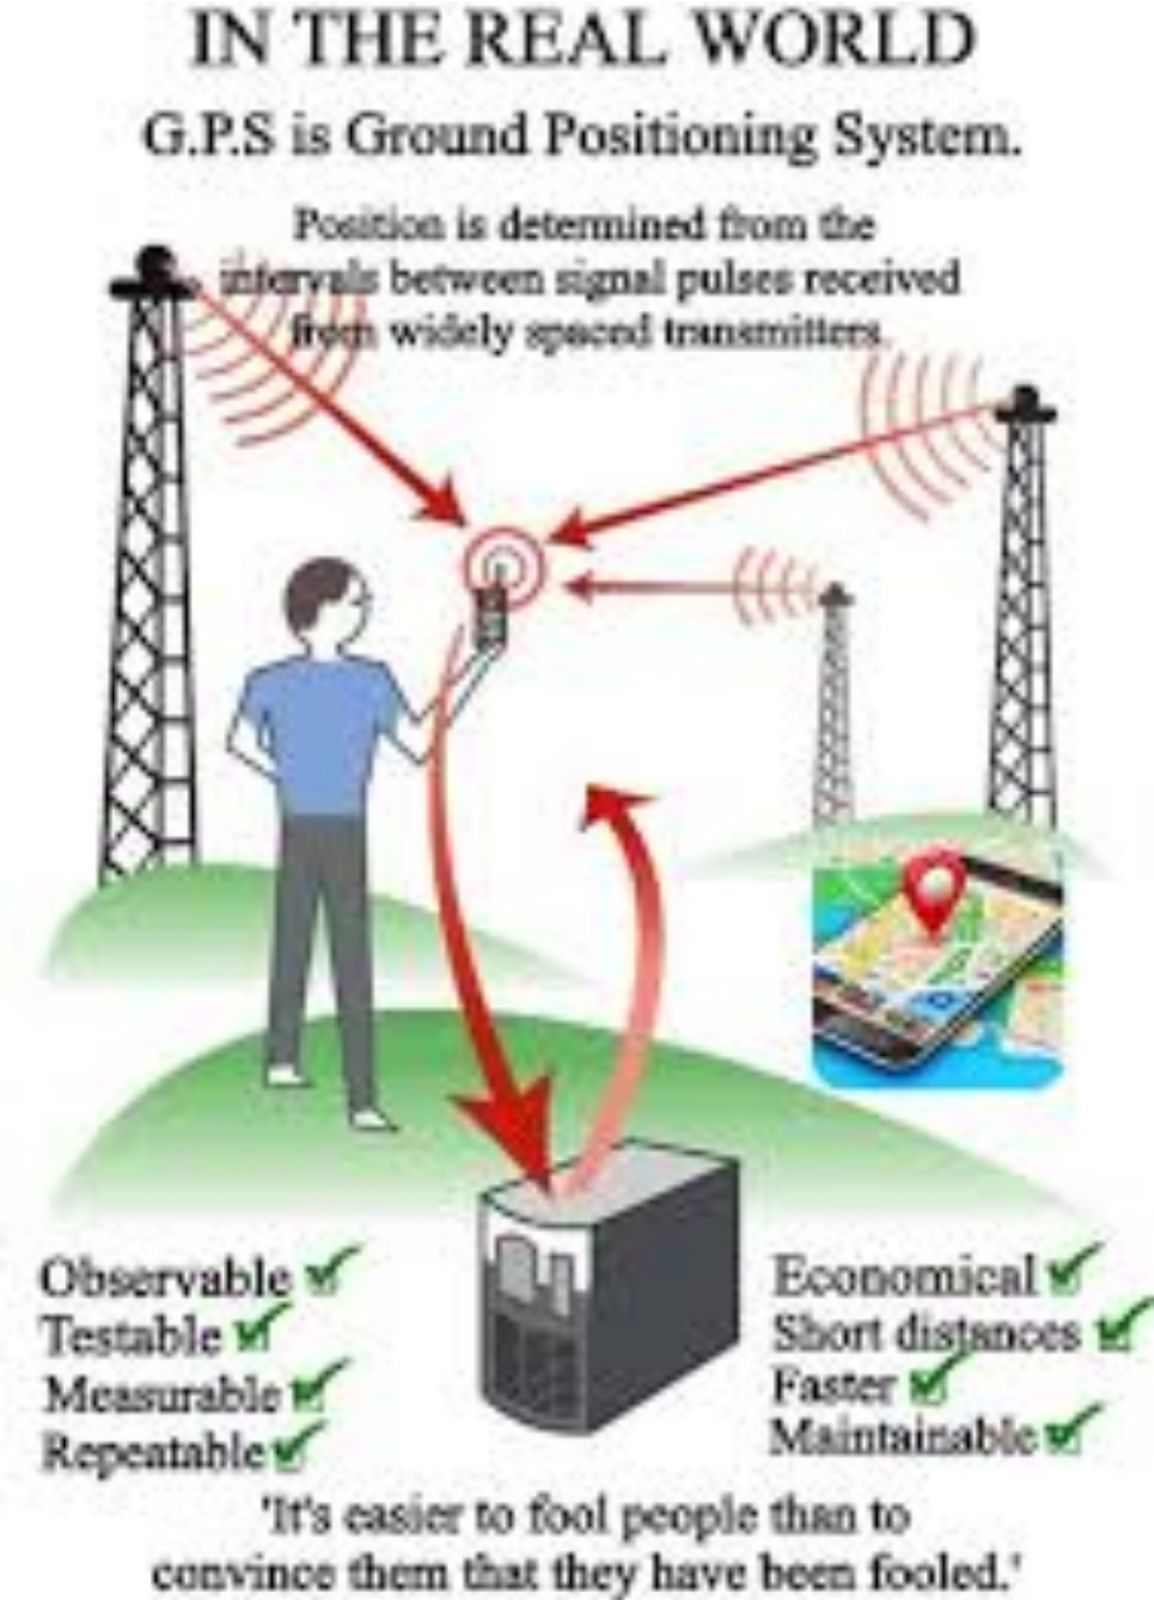 IN THE REAL WORLD
G.P.S is Ground Positioning System.
Position is determined from the
intervals between signal pulses received
from widely spaced transmitters.
Observable
Testable
Measurable
Repeatable
Economical
Short distances
Faster
Maintainable
'It's easier to fool people than to
convince them that they have been fooled.'